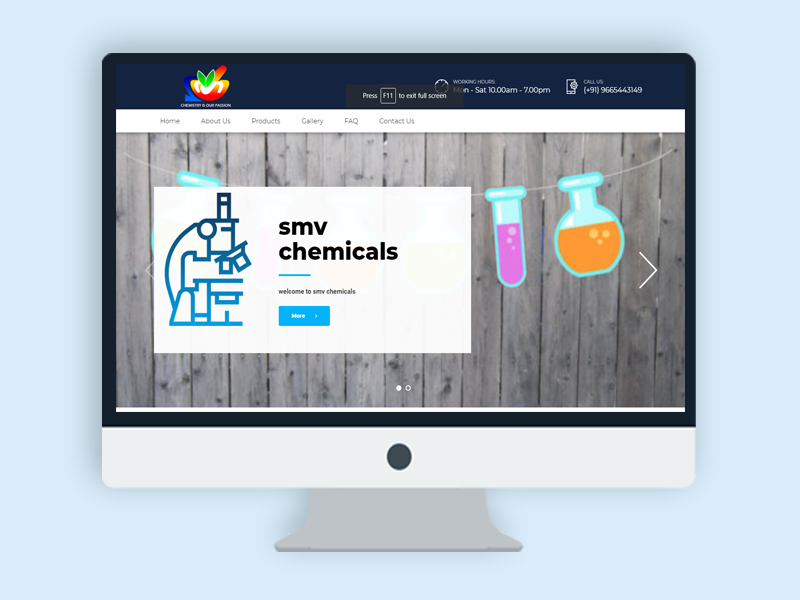 CHEMISTRY IS OUR PASSION
Press F11 to exit full screen
WORKING HOURS:
Mon - Sat 10.00am - 7.00pm
CALL US:
(+91) 9665443149
Home
About Us
Products
Gallery
FAQ
Contact Us
smv
chemicals
welcome to smv chemicals
More